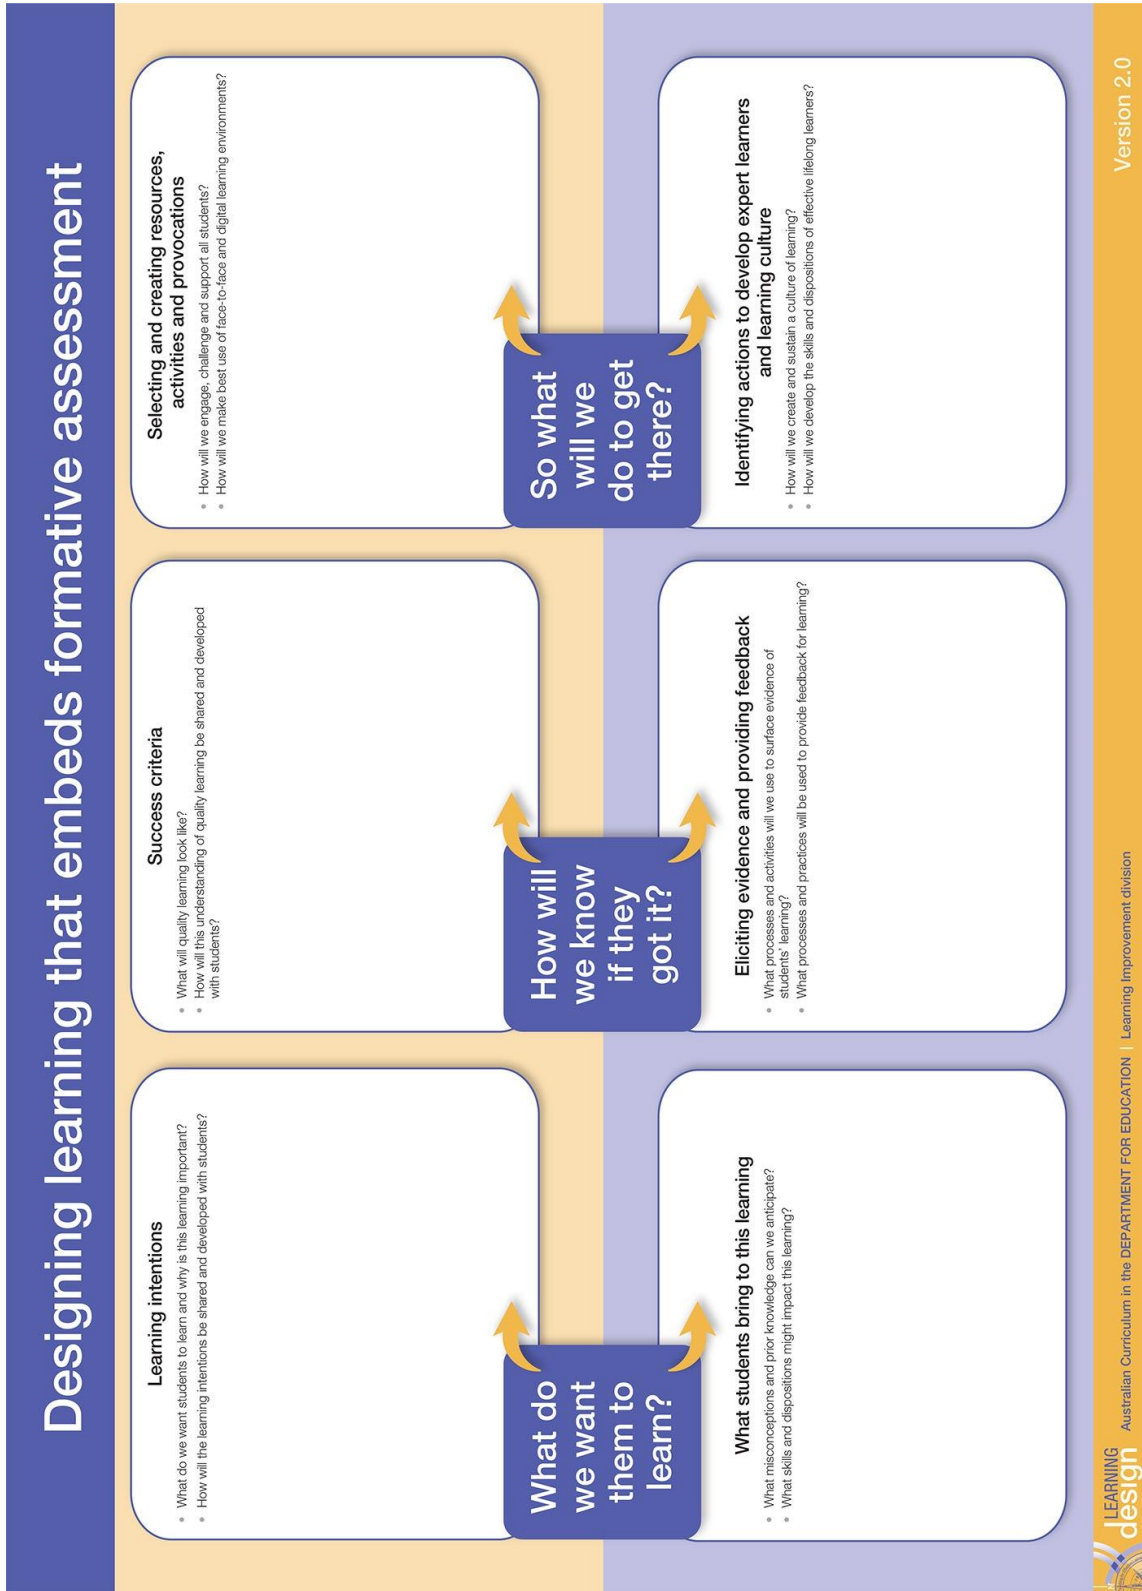 Designing learning that embeds formative assessment
Learning intentions
• What do we want students to learn and why is this learning important?
• How will the learning intentions be shared and developed with students?
What do
we want
them to
learn?
What students bring to this learning
• What misconceptions and prior knowledge can we anticipate?
• What skills and dispositions might impact this learning?
Success criteria
• What will quality learning look like?
• How will this understanding of quality learning be shared and developed
with students?
How will
we know
if they
got it?
Eliciting evidence and providing feedback
• What processes and activities will we use to surface evidence of
students' learning?
• What processes and practices will be used to provide feedback for learning?
Selecting and creating resources,
activities and provocations
• How will we engage, challenge and support all students?
• How will we make best use of face-to-face and digital learning environments?
So what
will we
do to get
there?
Identifying actions to develop expert learners
and learning culture
• How will we create and sustain a culture of learning?
• How will we develop the skills and dispositions of effective lifelong learners?
LEARNING
design
Australian Curriculum in the DEPARTMENT FOR EDUCATION | Learning Improvement division
Version 2.0